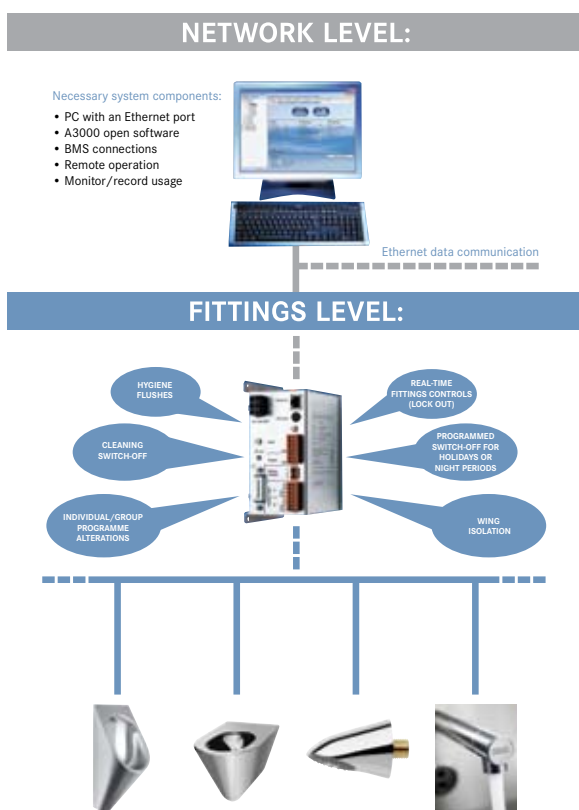 NETWORK LEVEL:
Necessary system components:
• PC with an Ethernet port
• A3000 open software
• BMS connections
• Remote operation
• Monitor/record usage
Ethernet data communication
FITTINGS LEVEL:
HYGIENE
FLUSHES
REAL-TIME
FITTINGS CONTROLS
(LOCK OUT)
CLEANING
SWITCH-OFF
PROGRAMMED
SWITCH-OFF FOR
HOLIDAYS OR
NIGHT PERIODS
INDIVIDUAL/GROUP
PROGRAMME
ALTERATIONS
WING
ISOLATION